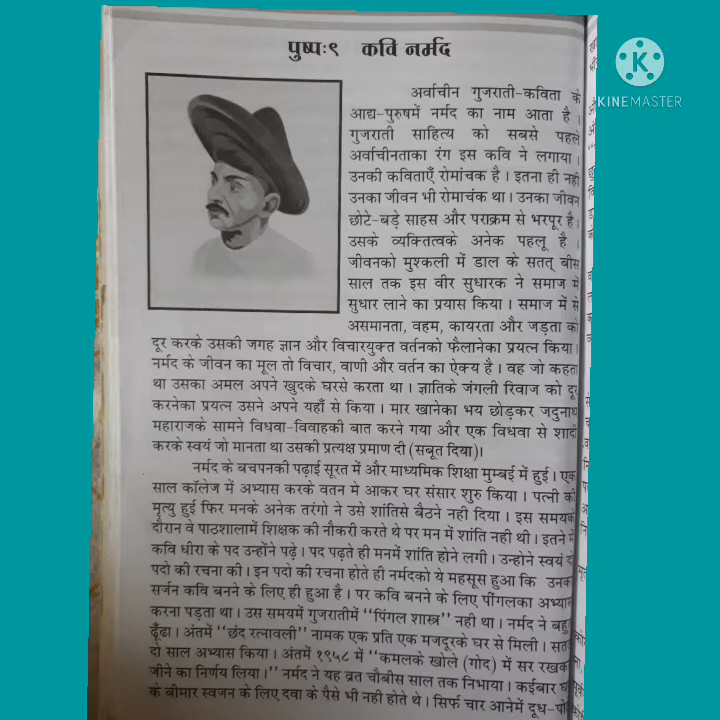 पुष्पः९ कवि नर्मद
KINEMASTER
अर्वाचीन गुजराती-कविता के
आद्य-पुरुषमें नर्मद का नाम आता है ।
गुजराती साहित्य को सबसे पहले
अर्वाचीनताका रंग इस कवि ने लगाया ।
उनकी कविताएँ रोमांचक है । इतना ही नही
उनका जीवन भी रोमाचंक था । उनका जीवन
छोटे-बड़े साहस और पराक्रम से भरपूर है ।
उसके व्यक्तित्वके अनेक पहलू है ।
जीवनको मुश्कली में डाल के सतत् बीस
साल तक इस वीर सुधारक ने समाज में
सुधार लाने का प्रयास किया । समाज में से
असमानता, वहम, कायरता और जड़ता को
दूर करके उसकी जगह ज्ञान और विचारयुक्त वर्तनको फैलानेका प्रयत्न किया ।
नर्मद के जीवन का मूल तो विचार, वाणी और वर्तन का ऐक्य है । वह जो कहता
था उसका अमल अपने खुदके घरसे करता था । ज्ञातिके जंगली रिवाज को दूर
करनेका प्रयत्न उसने अपने यहाँ से किया । मार खानेका भय छोड़कर जदुनाथ
महाराजके सामने विधवा-विवाहकी बात करने गया और एक विधवा से शादी
करके स्वयं जो मानता था उसकी प्रत्यक्ष प्रमाण दी (सबूत दिया)।
नर्मद के बचपनकी पढ़ाई सूरत में और माध्यमिक शिक्षा मुम्बई में हुई । एक
साल कॉलेज में अभ्यास करके वतन मे आकर घर संसार शुरु किया । पत्नी की
मृत्यु हुई फिर मनके अनेक तरंगो ने उसे शांतिसे बैठने नही दिया । इस समयके
दौरान वे पाठशालामें शिक्षक की नौकरी करते थे पर मन में शांति नही थी । इतने में
कवि धीरा के पद उन्होंने पढ़े । पद पढ़ते ही मनमें शांति होने लगी । उन्होने स्वयं दो
पदो की रचना की । इन पदो की रचना होते ही नर्मदको ये महसूस हुआ कि उनका
सर्जन कवि बनने के लिए ही हुआ है । पर कवि बनने के लिए पींगलका अभ्यास
करना पड़ता था । उस समयमें गुजरातीमें "पिंगल शास्त्र" नही था । नर्मद ने बहु
ढूँढा । अंतमें "छंद रत्नावली" नामक एक प्रति एक मजदूरके घर से मिली । सत
दो साल अभ्यास किया । अंतमें १९५८ में "कमलके खोले (गोद) में सर रखक
जीने का निर्णय लिया ।" नर्मद ने यह व्रत चौबीस साल तक निभाया । कईबार घ
के बीमार स्वजन के लिए दवा के पैसे भी नही होते थे । सिर्फ चार आनेमें दूध-पौ